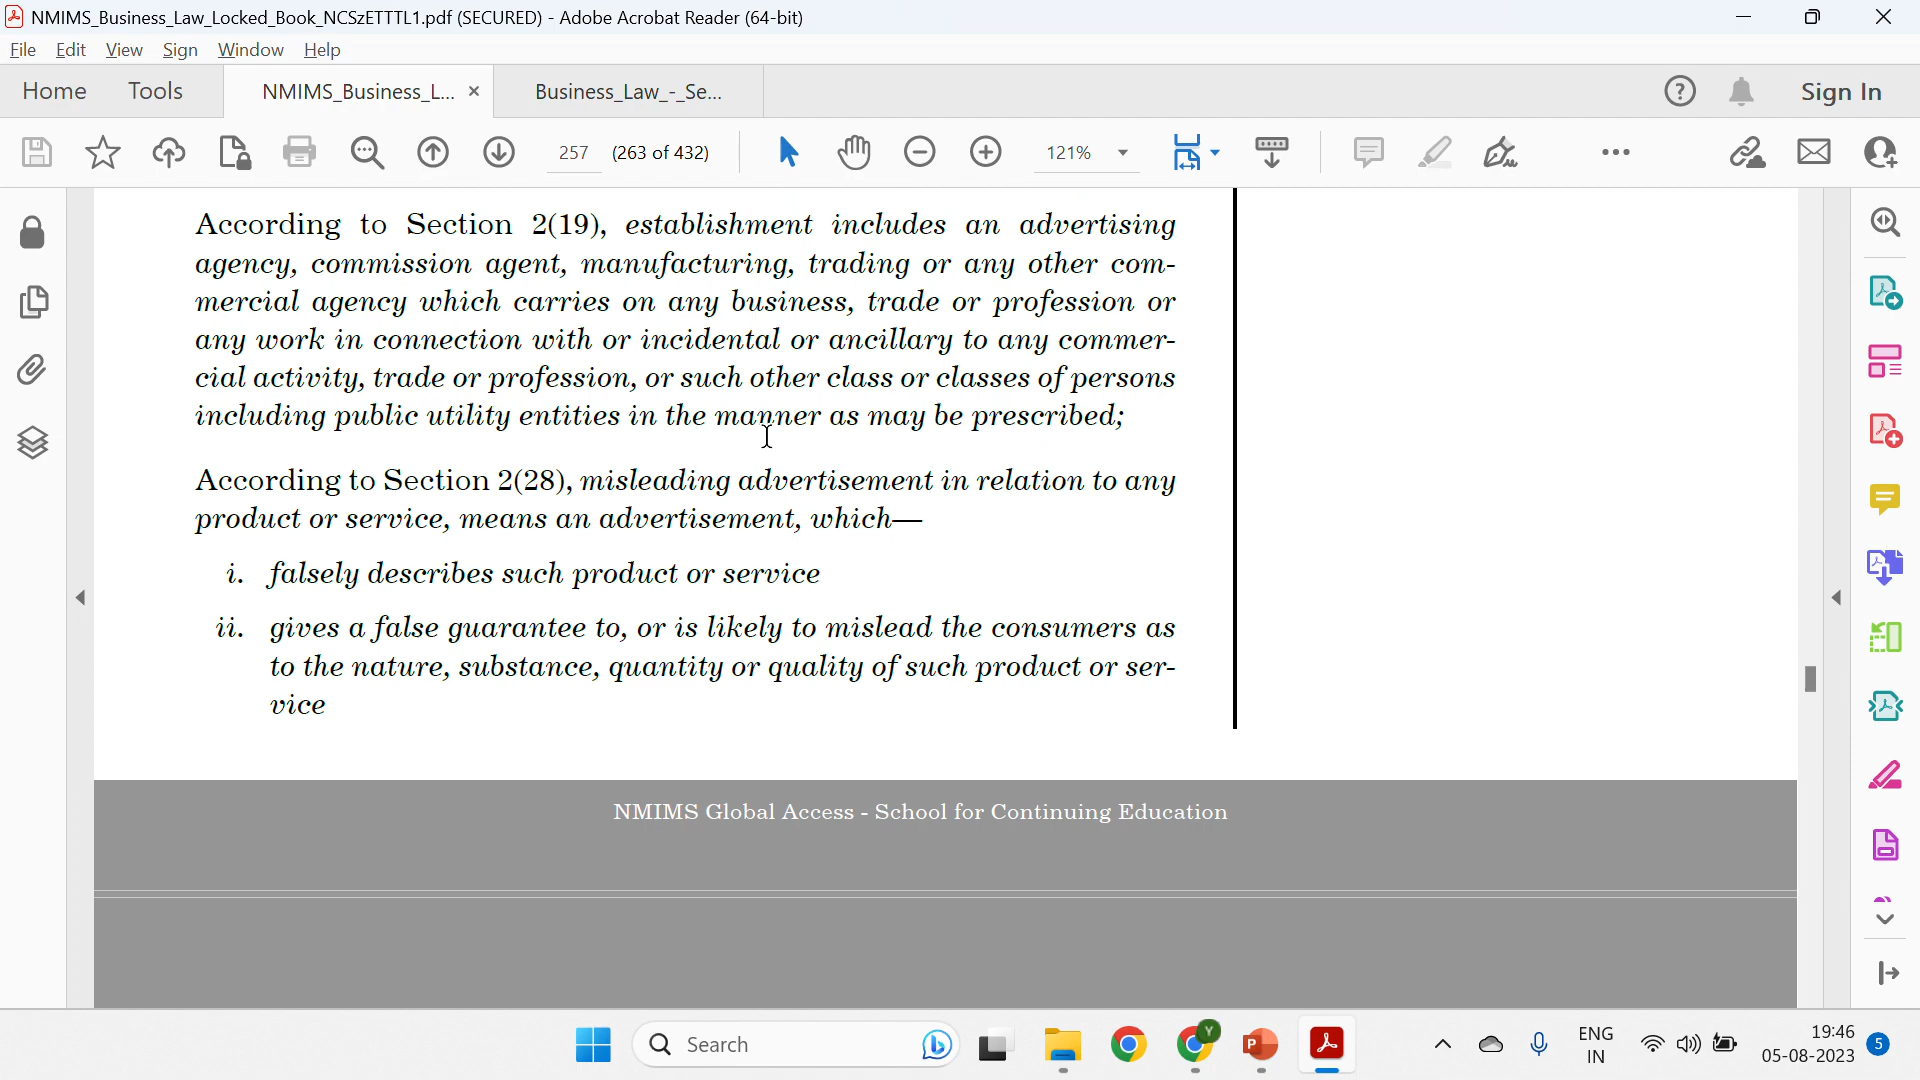 NMIMS_Business_Law_Locked_Book_NCSzETTTL1.pdf (SECURED) - Adobe Acrobat Reader (64-bit)
File Edit View Sign Window Help
Home Tools NMIMS_Business_L... × Business_Law_-_Se... Sign In
257 (263 of 432) 121%
According to Section 2(19), establishment includes an advertising
agency, commission agent, manufacturing, trading or any other com-
mercial agency which carries on any business, trade or profession or
any work in connection with or incidental or ancillary to any commer-
cial activity, trade or profession, or such other class or classes of persons
including public utility entities in the manner as may be prescribed;
According to Section 2(28), misleading advertisement in relation to any
product or service, means an advertisement, which—
i. falsely describes such product or service
ii. gives a false guarantee to, or is likely to mislead the consumers as
to the nature, substance, quantity or quality of such product or ser-
vice
NMIMS Global Access - School for Continuing Education
Search
Y
P
ENG
IN
19:46
05-08-2023
5